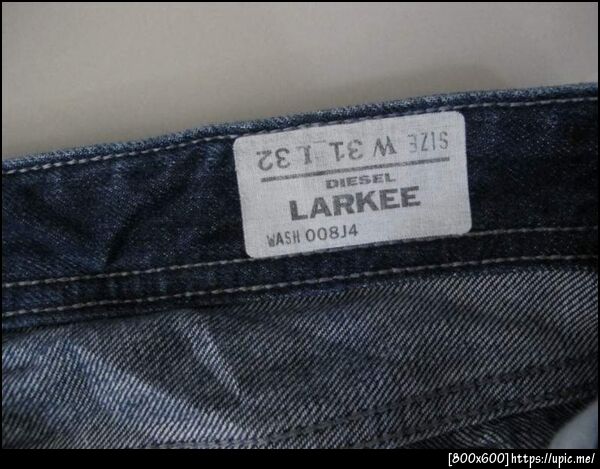 SIZE W 31 L 32
DIESEL
LARKEE
WASH 008J4
[800x600]https://upic.me/